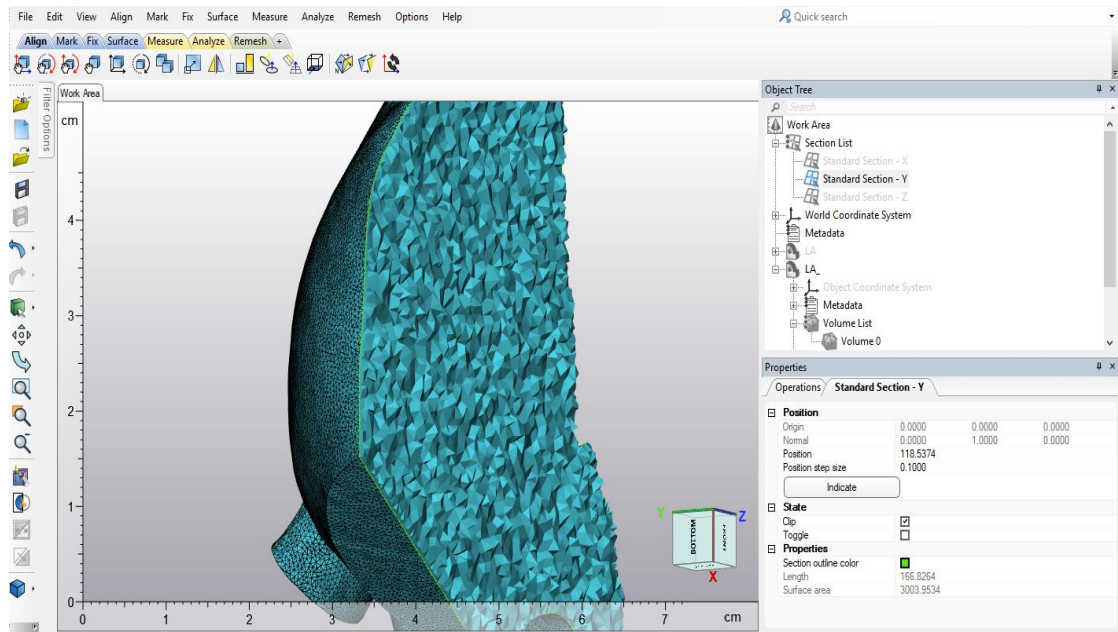 File Edit View Align Mark Fix Surface Measure Analyze Remesh Options Help
Quick search
Align Mark Fix Surface Measure Analyze Remesh +
Filter Options
Work Area
cm
4
3
2
1
0
0 1 2 3 4 5 6 7 cm
Y
Z
X
BOTTOM
FRONT
Object Tree
Search
Work Area
Section List
Standard Section - X
Standard Section - Y
Standard Section - Z
World Coordinate System
Metadata
LA
LA_
Object Coordinate System
Metadata
Volume List
Volume 0
Properties
Operations Standard Section - Y
Position
Origin 0.0000 0.0000 0.0000
Normal 0.0000 1.0000 0.0000
Position 118.5374
Position step size 0.1000
Indicate
State
Clip
Toggle
Properties
Section outline color
Length 166.8264
Surface area 3003.9534